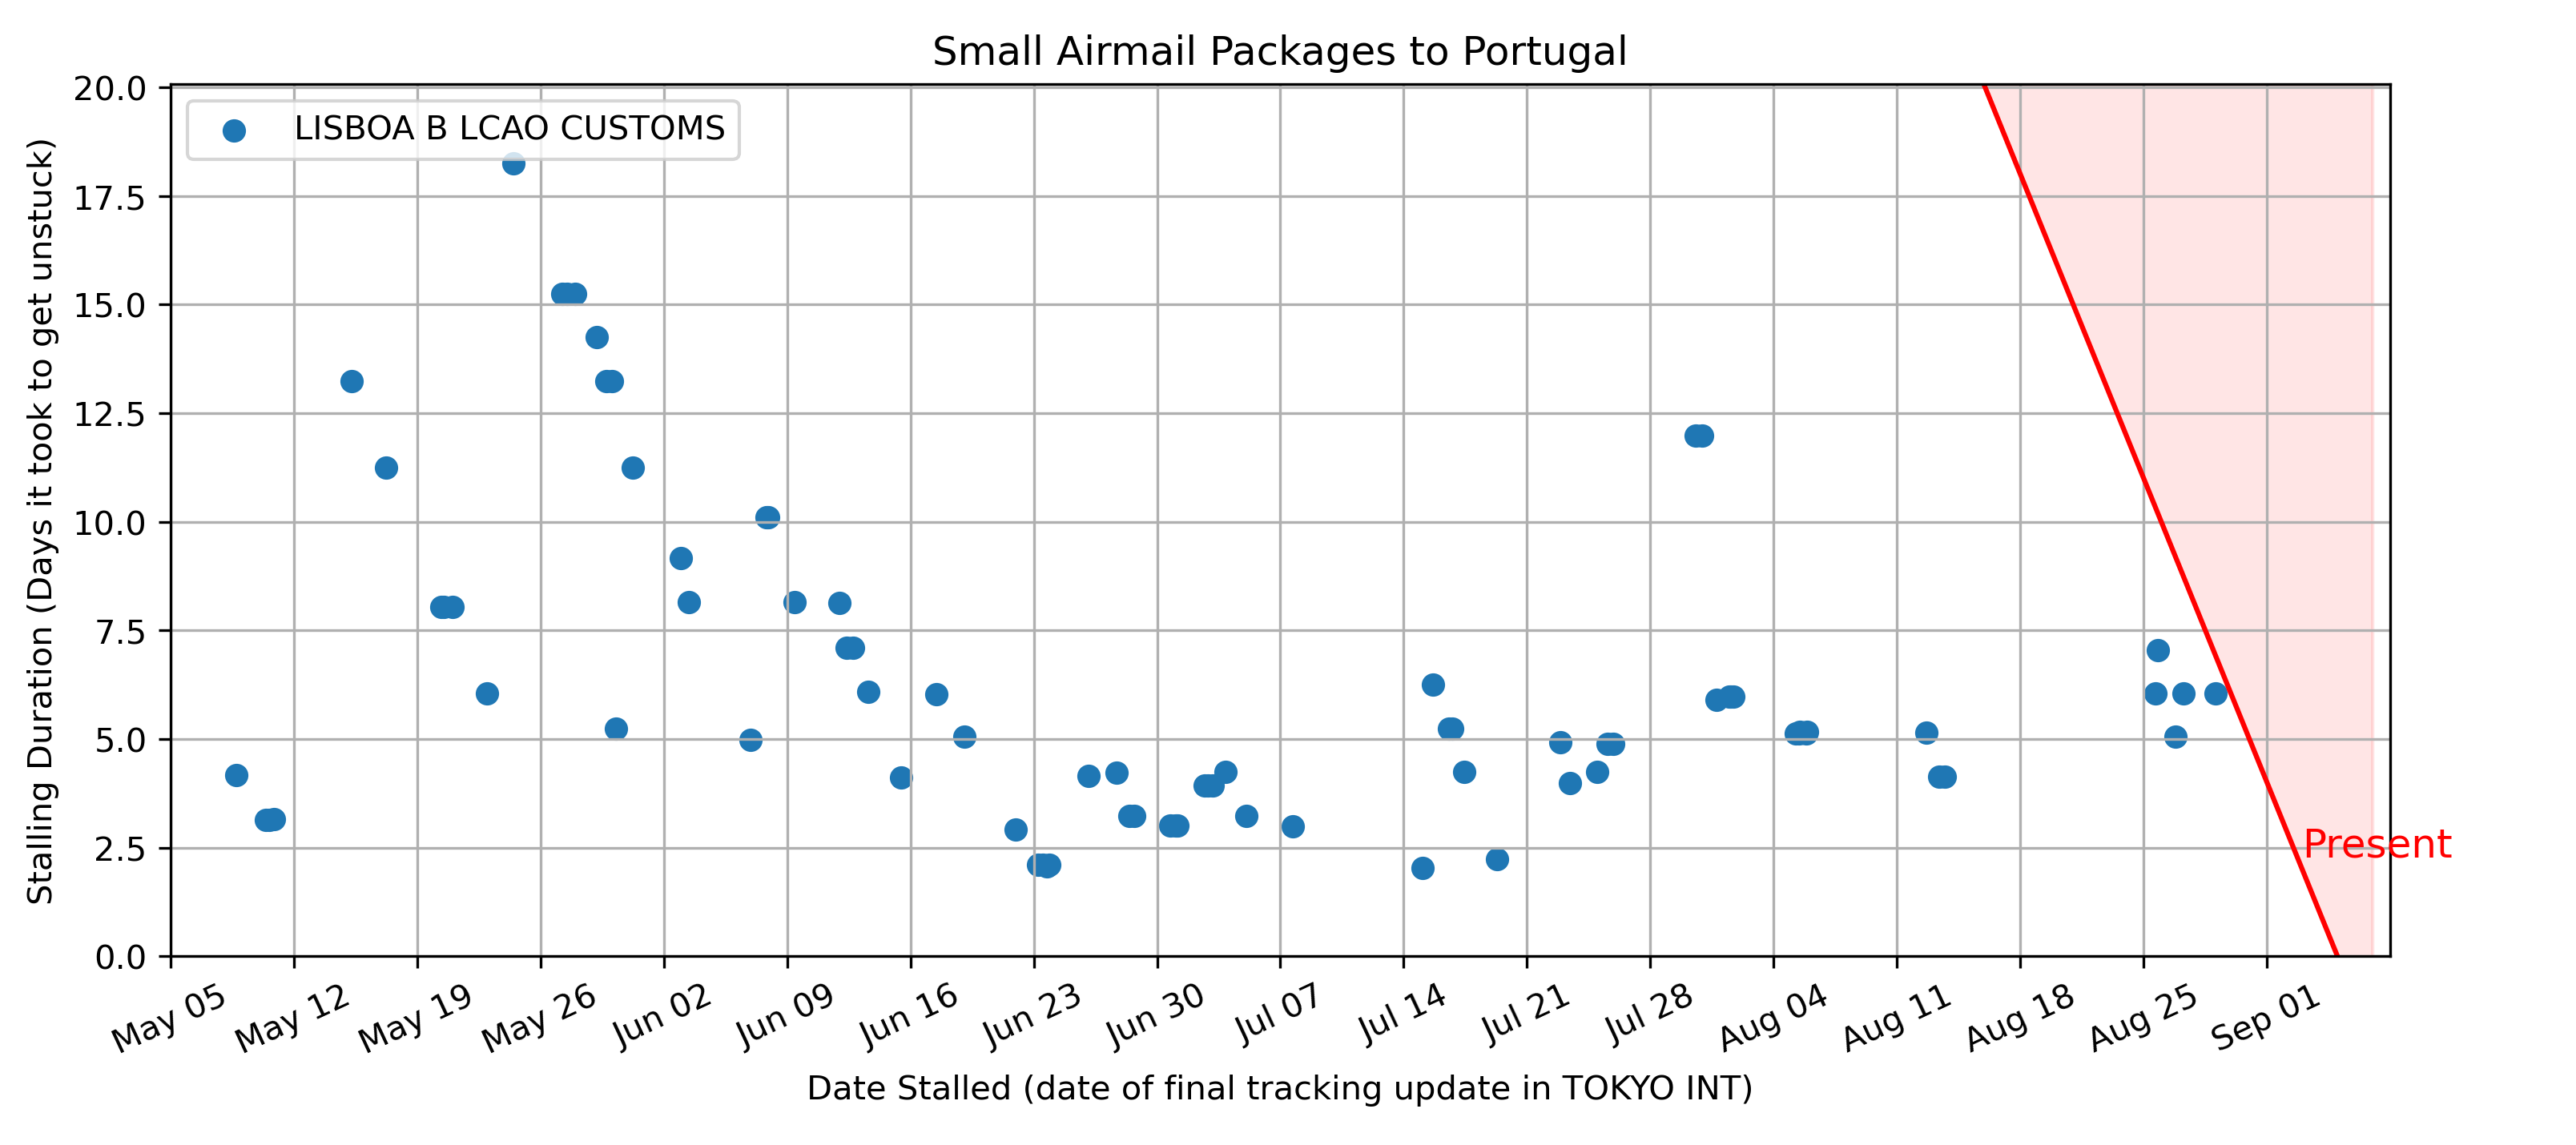 Small Airmail Packages to Portugal
LISBOA B LCAO CUSTOMS
Stalling Duration (Days it took to get unstuck)
20.0
17.5
15.0
12.5
10.0
7.5
5.0
2.5
0.0
Present
May 05 May 12 May 19 May 26 Jun 02 Jun 09 Jun 16 Jun 23 Jun 30 Jul 07 Jul 14 Jul 21 Jul 28 Aug 04 Aug 11 Aug 18 Aug 25 Sep 01
Date Stalled (date of final tracking update in TOKYO INT)